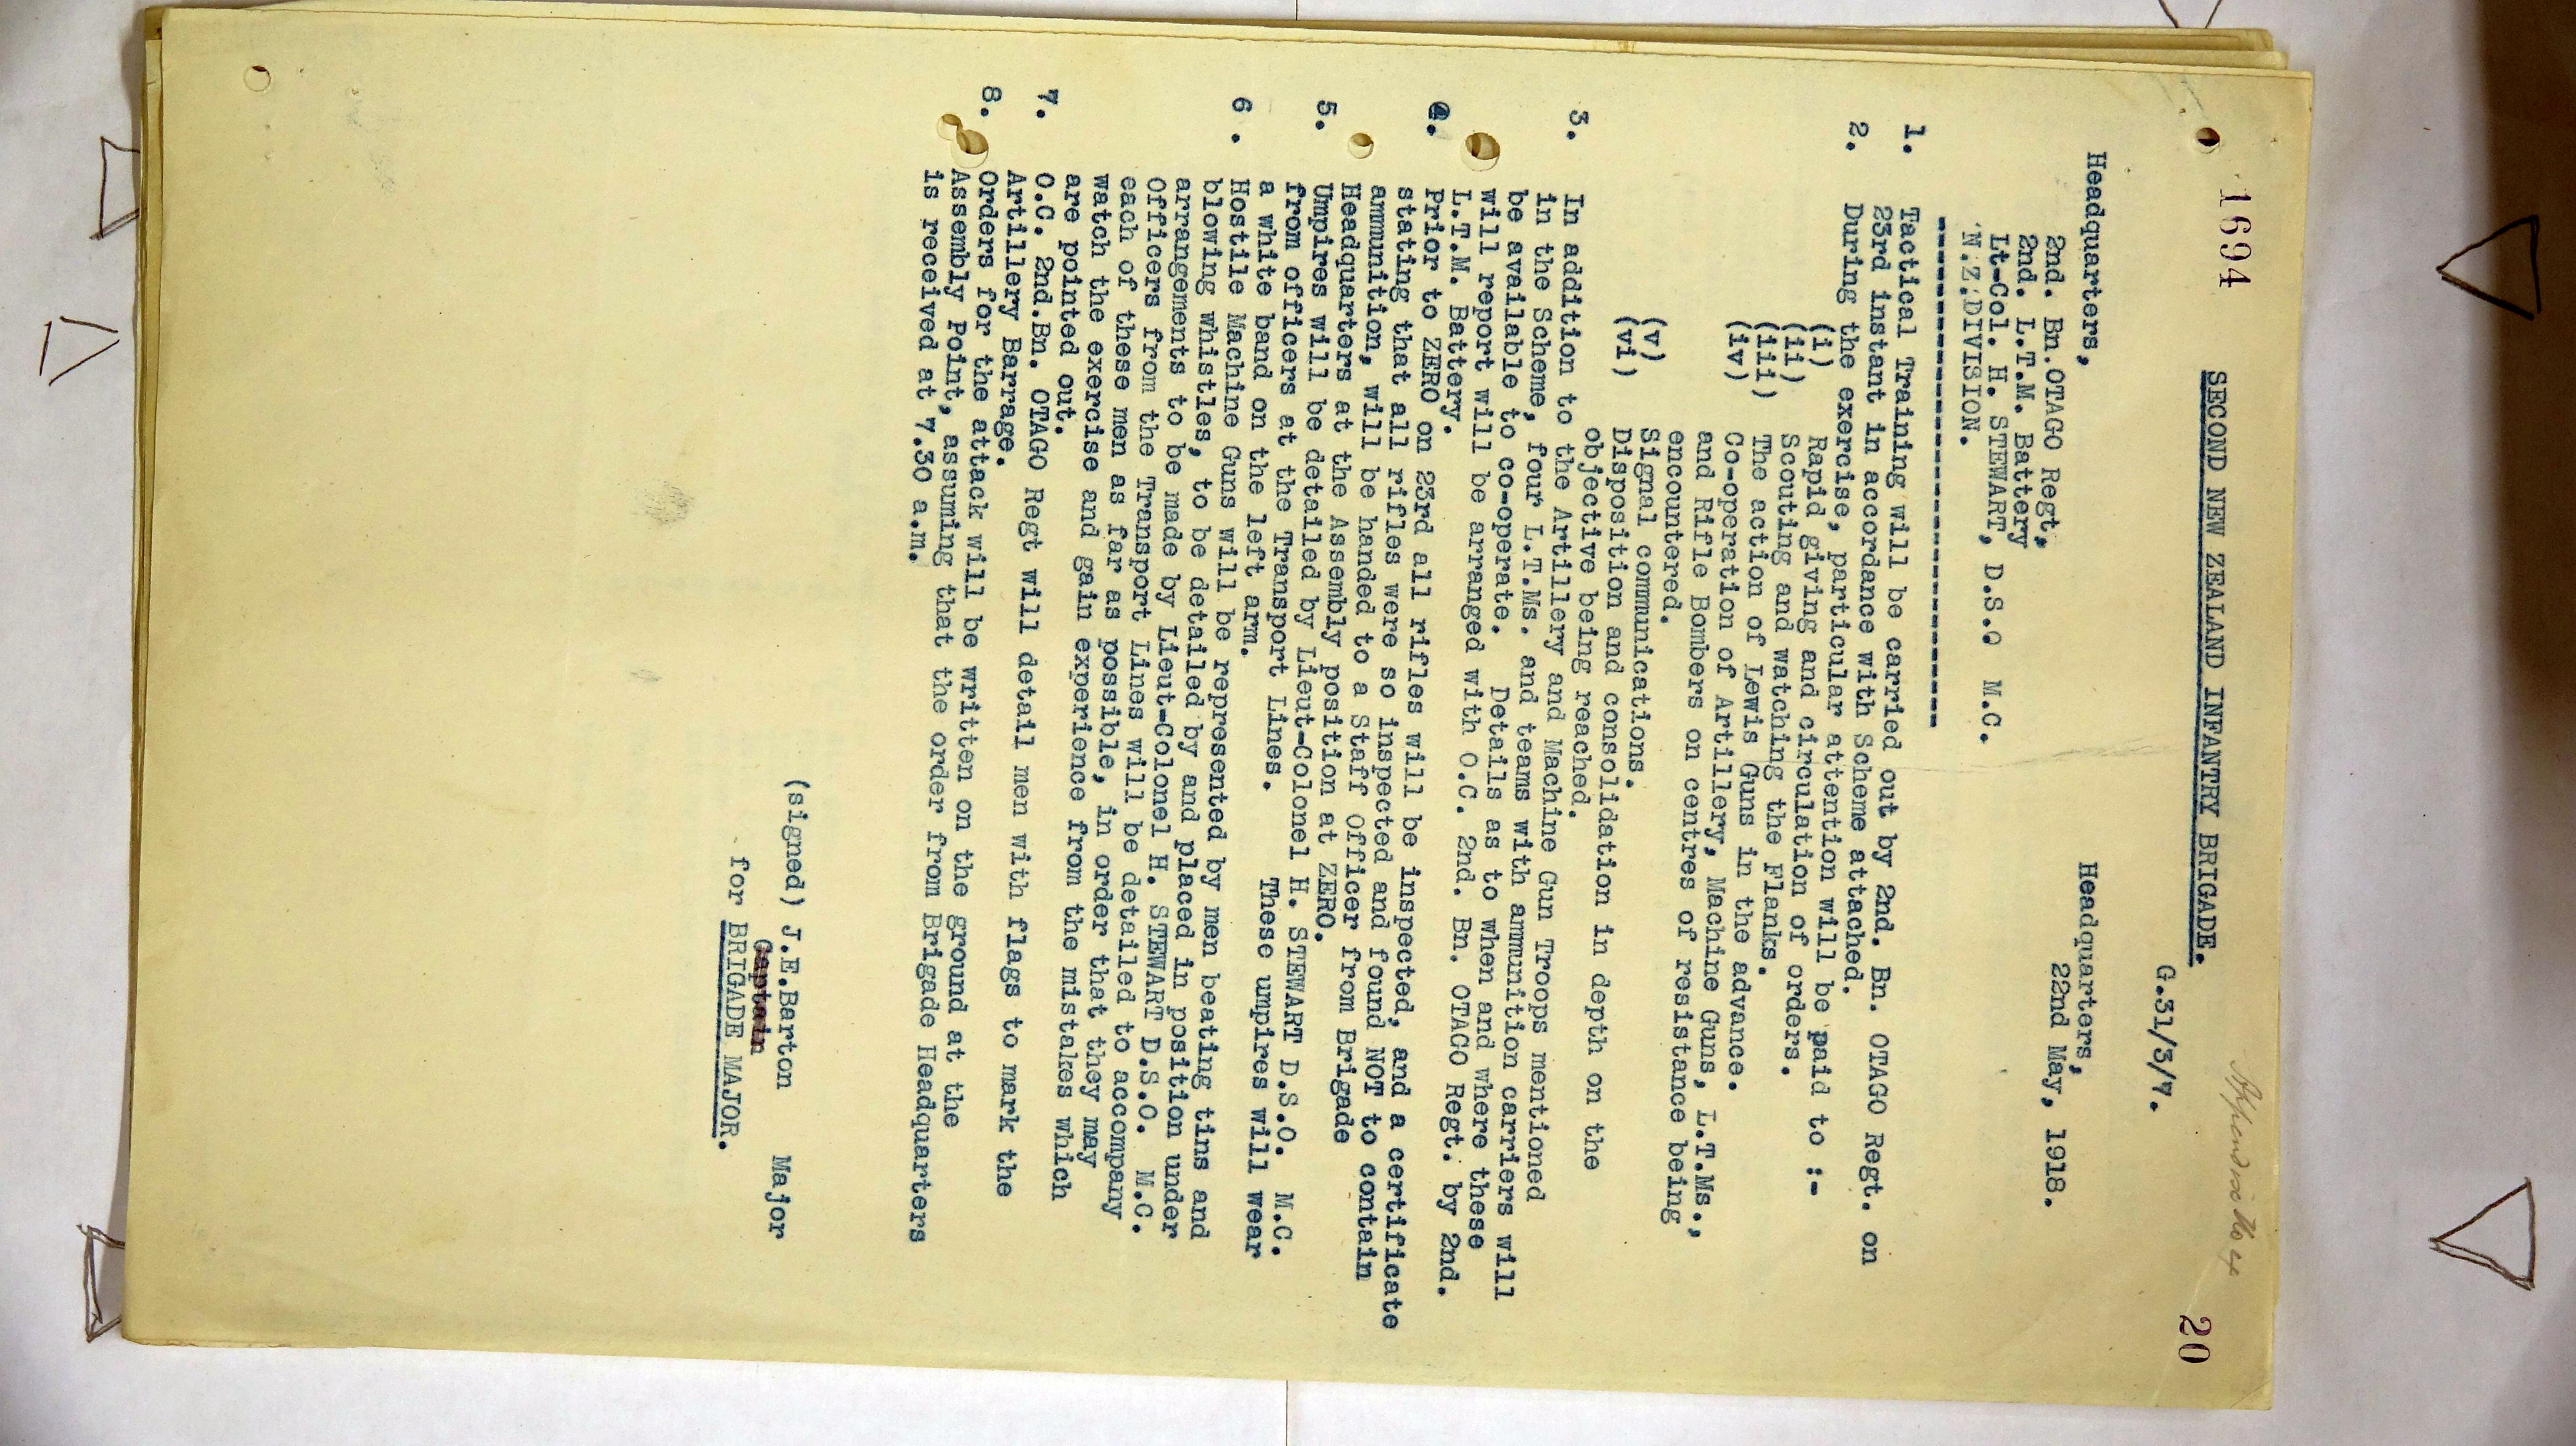 1694
Appendix No
20
SECOND NEW ZEALAND INFANTRY BRIGADE.
G.31/3/7.
Headquarters,
Headquarters,
22nd May, 1918.
2nd. Bn.OTAGO Regt,
2nd. L.T.M. Battery
Lt-Col. H. STEWART, D.S.O M.C.
N.Z.DIVISION.
-----------------------------------
1. Tactical Training will be carried out by 2nd. Bn. OTAGO Regt. on
23rd instant in accordance with Scheme attached.
2. During the exercise, particular attention will be paid to :-
(i) Rapid giving and circulation of orders.
(ii) Scouting and watching the Flanks.
(iii) The action of Lewis Guns in the advance.
(iv) Co-operation of Artillery, Machine Guns, L.T.Ms.,
and Rifle Bombers on centres of resistance being
encountered.
(v) Signal communications.
(vi) Disposition and consolidation in depth on the
objective being reached.
3. In addition to the Artillery and Machine Gun Troops mentioned
in the Scheme, four L.T.Ms. and teams with ammunition carriers will
be available to co-operate. Details as to when and where these
will report will be arranged with O.C. 2nd. Bn. OTAGO Regt. by 2nd.
L.T.M. Battery.
4. Prior to ZERO on 23rd all rifles will be inspected, and a certificate
stating that all rifles were so inspected and found NOT to contain
ammunition, will be handed to a Staff Officer from Brigade
Headquarters at the Assembly position at ZERO.
5. Umpires will be detailed by Lieut-Colonel H. STEWART D.S.O. M.C.
from officers at the Transport Lines. These umpires will wear
a white band on the left arm.
6 . Hostile Machine Guns will be represented by men beating tins and
blowing whistles, to be detailed by and placed in position under
arrangements to be made by Lieut-Colonel H. STEWART D.S.O. M.C.
Officers from the Transport Lines will be detailed to accompany
each of these men as far as possible, in order that they may
watch the exercise and gain experience from the mistakes which
are pointed out.
7. O.C. 2nd.Bn. OTAGO Regt will detail men with flags to mark the
Artillery Barrage.
8. Orders for the attack will be written on the ground at the
Assembly Point, assuming that the order from Brigade Headquarters
is received at 7.30 a.m.
(signed) J.E.Barton Major
Captain
for BRIGADE MAJOR.